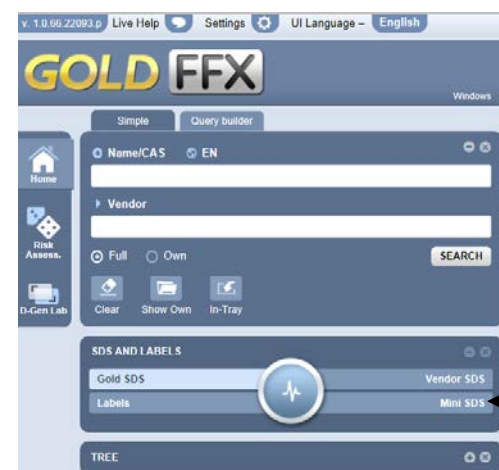 v. 1.0.66.22093.p Live Help Settings UI Language – English
GOLD FFX
Windows
Simple Query builder
Home
Name/CAS EN
Vendor
Risk Assess.
Full Own SEARCH
D-Gen Lab
Clear Show Own In-Tray
SDS AND LABELS
Gold SDS Vendor SDS
Labels Mini SDS
TREE